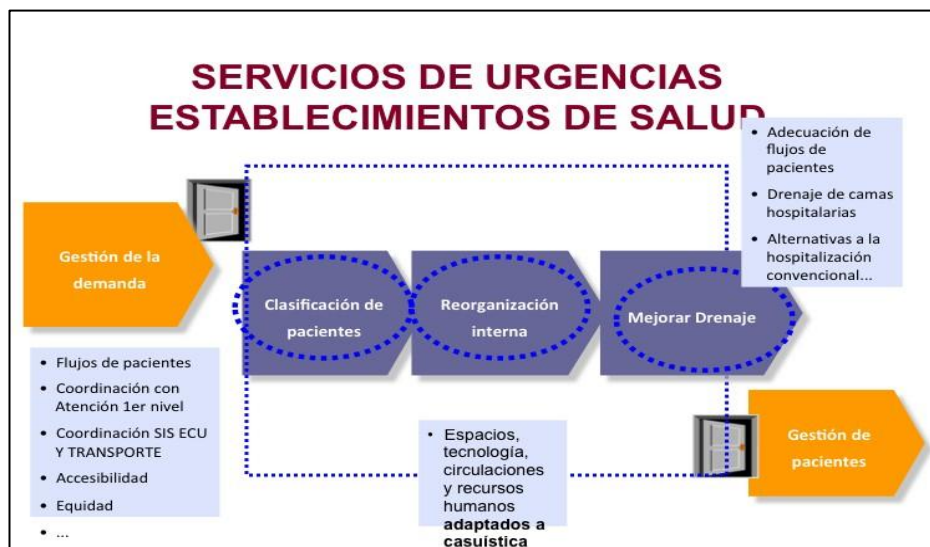 SERVICIOS DE URGENCIAS
ESTABLECIMIENTOS DE SALUD
Gestión de la
demanda
• Flujos de pacientes
• Coordinación con
Atención 1er nivel
• Coordinación SIS ECU
Y TRANSPORTE
• Accesibilidad
• Equidad
• ...
Clasificación de
pacientes
Reorganización
interna
• Espacios,
tecnología,
circulaciones
y recursos
humanos
adaptados a
casuística
Mejorar Drenaje
• Adecuación de
flujos de
pacientes
• Drenaje de camas
hospitalarias
• Alternativas a la
hospitalización
convencional...
Gestión de
pacientes